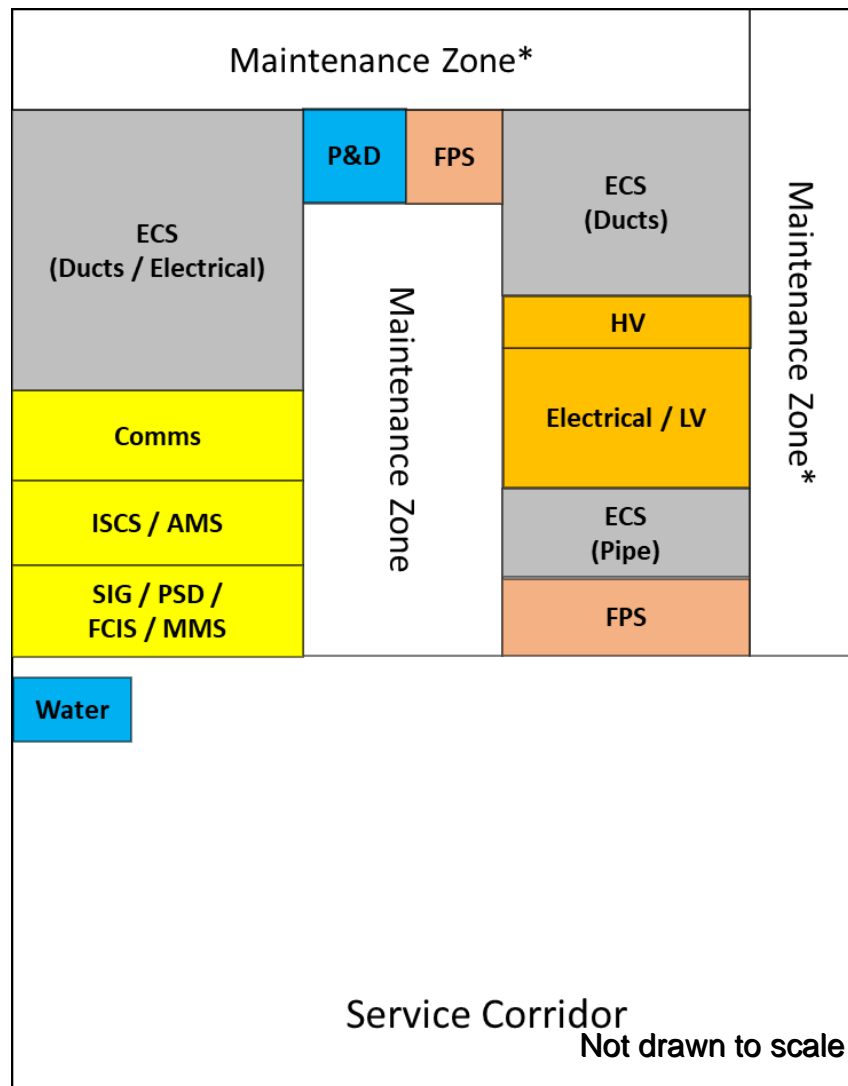 Maintenance Zone*
P&D
FPS
ECS
(Ducts / Electrical)
ECS
(Ducts)
Maintenance Zone*
Maintenance Zone
HV
Electrical / LV
Comms
ISCS / AMS
ECS
(Pipe)
SIG / PSD /
FCIS / MMS
FPS
Water
Service Corridor
Not drawn to scale